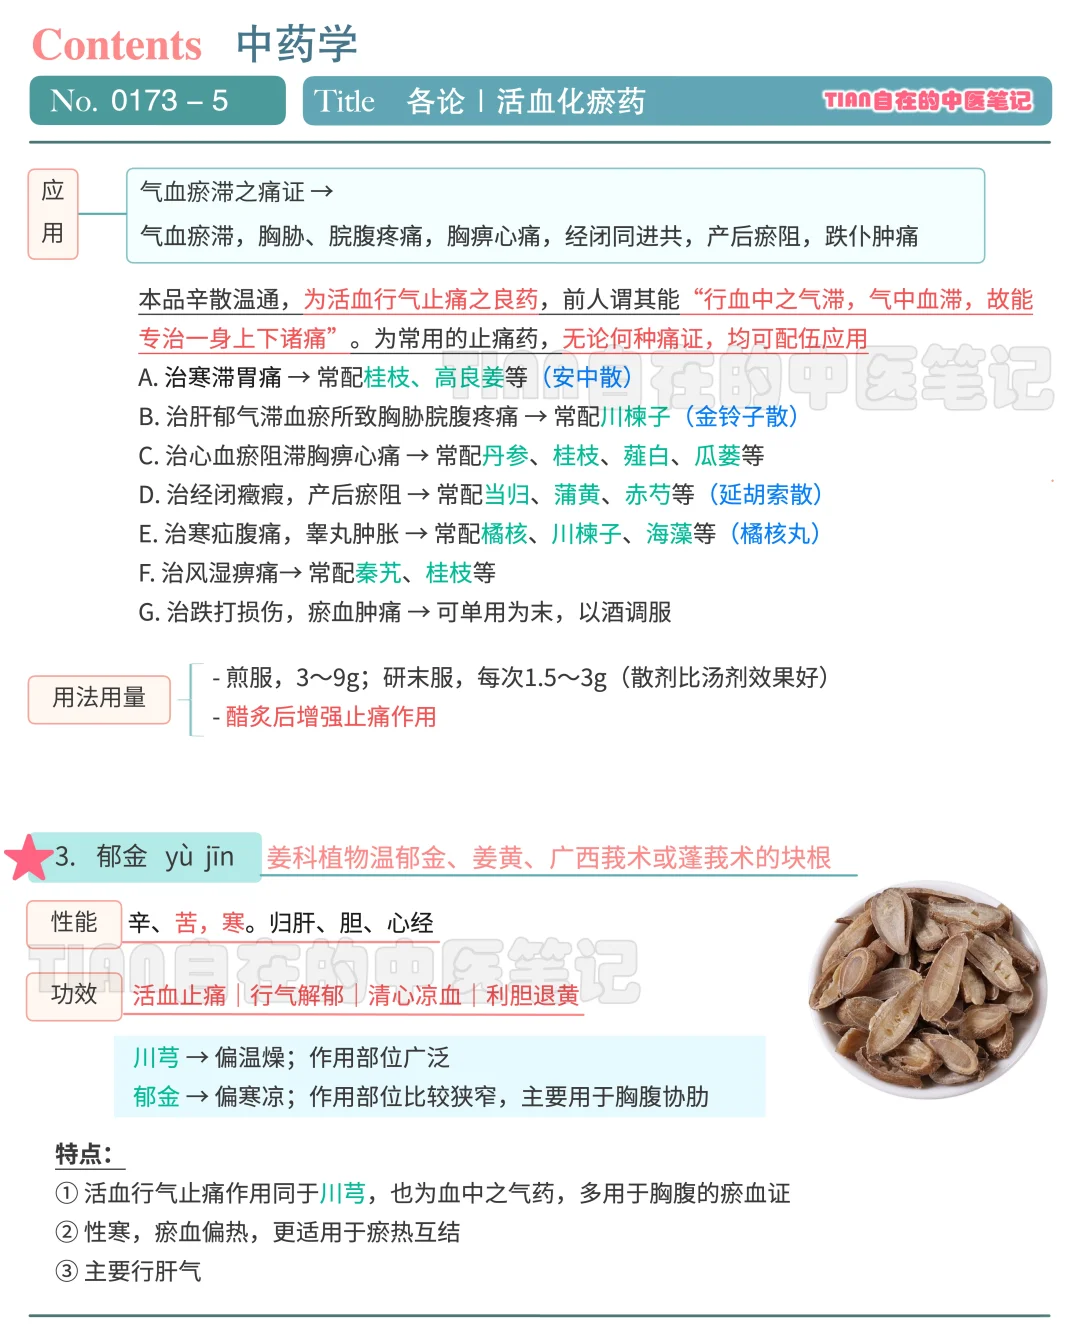 Contents 中药学
No. 0173 – 5 Title 各论 | 活血化瘀药 TIAN自在的中医笔记
应用
气血瘀滞之痛证 →
气血瘀滞，胸胁、脘腹疼痛，胸痹心痛，经闭同进共，产后瘀阻，跌仆肿痛
本品辛散温通，为活血行气止痛之良药，前人谓其能“行血中之气滞，气中血滞，故能
专治一身上下诸痛”。为常用的止痛药，无论何种痛证，均可配伍应用
A. 治寒滞胃痛 → 常配桂枝、高良姜等（安中散）
B. 治肝郁气滞血瘀所致胸胁脘腹疼痛 → 常配川楝子（金铃子散）
C. 治心血瘀阻滞胸痹心痛 → 常配丹参、桂枝、薤白、瓜蒌等
D. 治经闭癥瘕，产后瘀阻 → 常配当归、蒲黄、赤芍等（延胡索散）
E. 治寒疝腹痛，睾丸肿胀 → 常配橘核、川楝子、海藻等（橘核丸）
F. 治风湿痹痛→ 常配秦艽、桂枝等
G. 治跌打损伤，瘀血肿痛 → 可单用为末，以酒调服
用法用量
- 煎服，3～9g；研末服，每次1.5～3g（散剂比汤剂效果好）
- 醋炙后增强止痛作用
3. 郁金 yù jīn 姜科植物温郁金、姜黄、广西莪术或蓬莪术的块根
性能 辛、苦，寒。归肝、胆、心经
TIAN自在的中医笔记
功效 活血止痛 | 行气解郁 | 清心凉血 | 利胆退黄
川芎 → 偏温燥；作用部位广泛
郁金 → 偏寒凉；作用部位比较狭窄，主要用于胸腹协肋
特点：
① 活血行气止痛作用同于川芎，也为血中之气药，多用于胸腹的瘀血证
② 性寒，瘀血偏热，更适用于瘀热互结
③ 主要行肝气